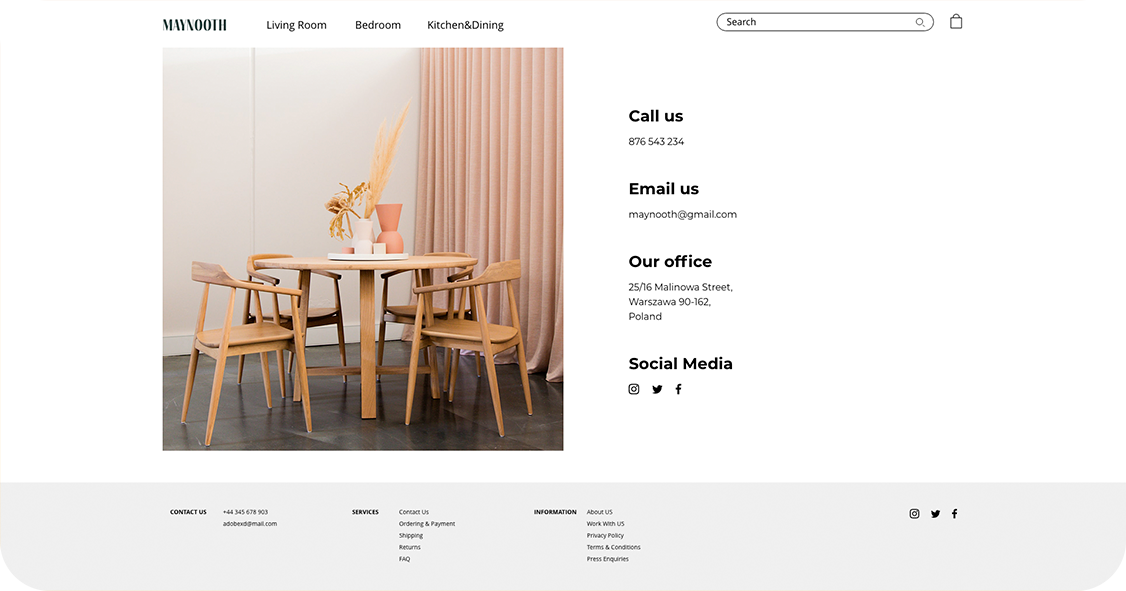 MAYNOOTH
Living Room
Bedroom
Kitchen&Dining
Search
Call us
876 543 234
Email us
maynooth@gmail.com
Our office
25/16 Malinowa Street,
Warszawa 90-162,
Poland
Social Media
CONTACT US
+44 345 678 903
adobexd@mail.com
SERVICES
Contact Us
Ordering & Payment
Shipping
Returns
FAQ
INFORMATION
About US
Work With US
Privacy Policy
Terms & Conditions
Press Enquiries